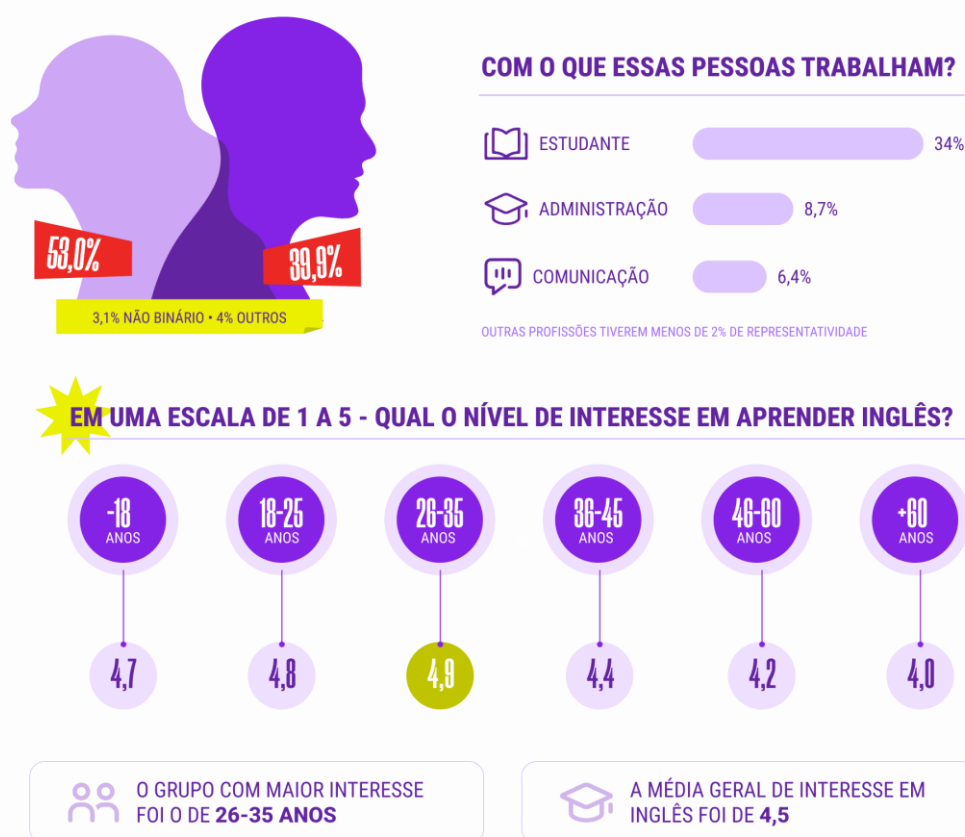 53,0%
39,9%
3,1% NÃO BINÁRIO • 4% OUTROS
COM O QUE ESSAS PESSOAS TRABALHAM?
ESTUDANTE 34%
ADMINISTRAÇÃO 8,7%
COMUNICAÇÃO 6,4%
OUTRAS PROFISSÕES TIVEREM MENOS DE 2% DE REPRESENTATIVIDADE
EM UMA ESCALA DE 1 A 5 - QUAL O NÍVEL DE INTERESSE EM APRENDER INGLÊS?
-18 18-25 26-35 36-45 46-60 +60
ANOS ANOS ANOS ANOS ANOS ANOS
4,7 4,8 4,9 4,4 4,2 4,0
O GRUPO COM MAIOR INTERESSE
FOI O DE 26-35 ANOS
A MÉDIA GERAL DE INTERESSE EM
INGLÊS FOI DE 4,5